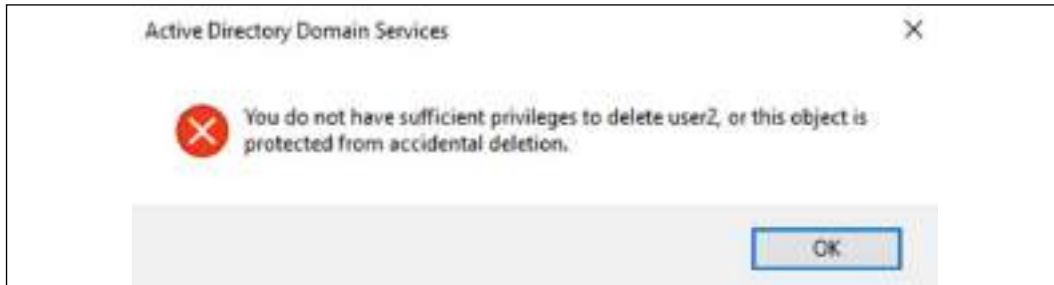 Active Directory Domain Services
You do not have sufficient privileges to delete user2, or this object is
protected from accidental deletion.
OK